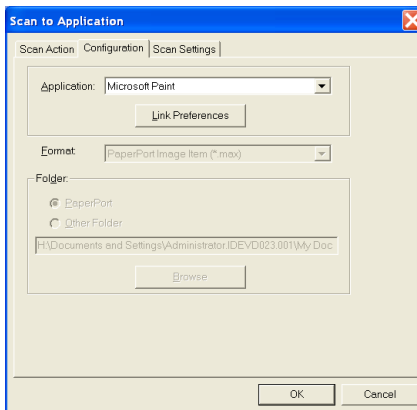 Scan to Application
Scan Action Configuration Scan Settings
Application: Microsoft Paint
Link Preferences
Format: PaperPort Image Item (*.max)
Folder:
PaperPort
Other Folder
H:\Documents and Settings\Administrator.IDEVD023.001\My Doc
Browse
OK Cancel